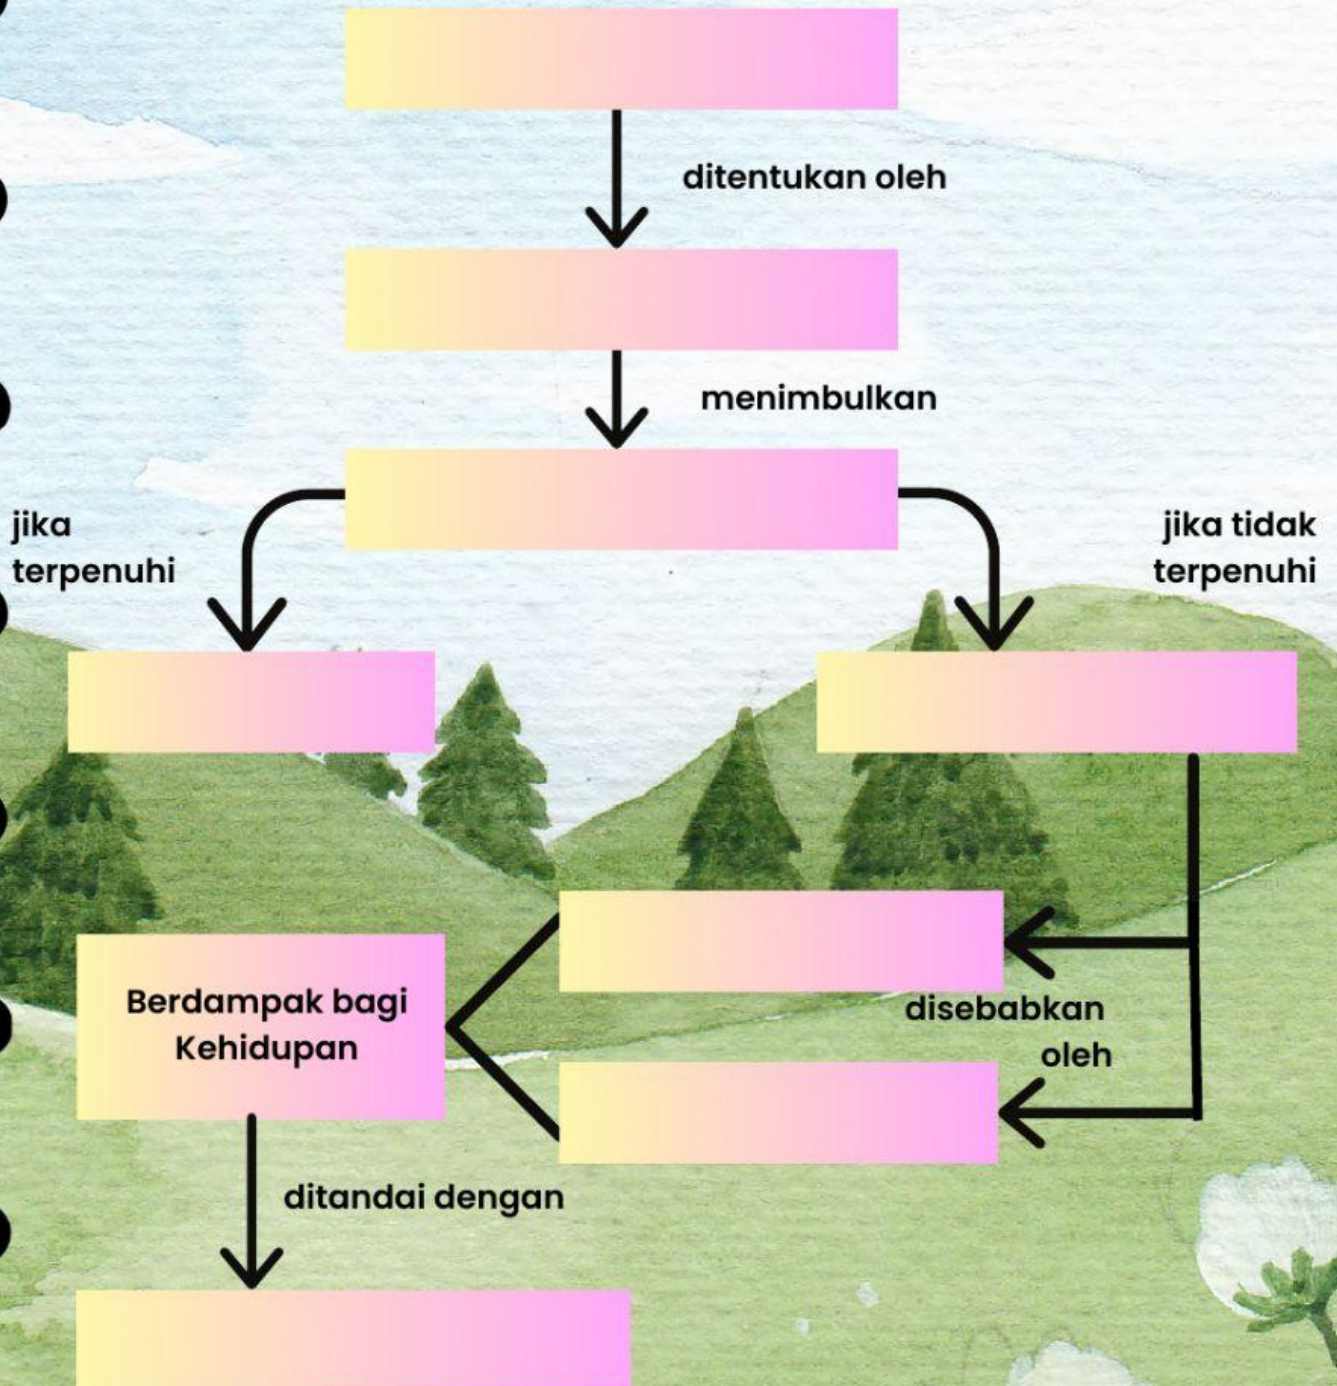 ditentukan oleh
menimbulkan
jika
terpenuhi
jika tidak
terpenuhi
Berdampak bagi
Kehidupan
disebabkan
oleh
ditandai dengan